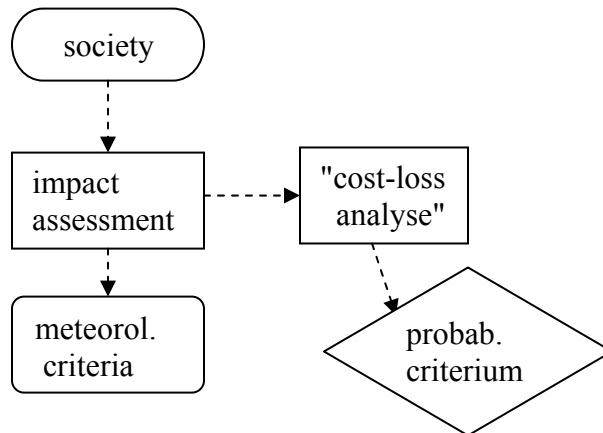 society
impact
assessment
"cost-loss
analyse"
meteorol.
criteria
probab.
criterium